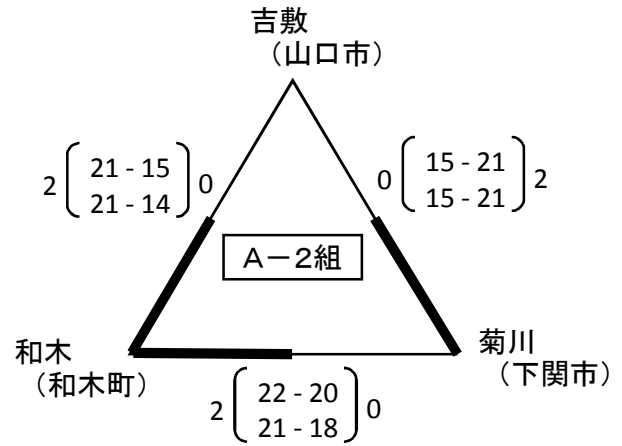 吉敷
（山口市）
2 21 - 15 0
21 - 14
0 15 - 21 2
15 - 21
A－2組
和木
（和木町）
菊川
（下関市）
2 22 - 20 0
21 - 18